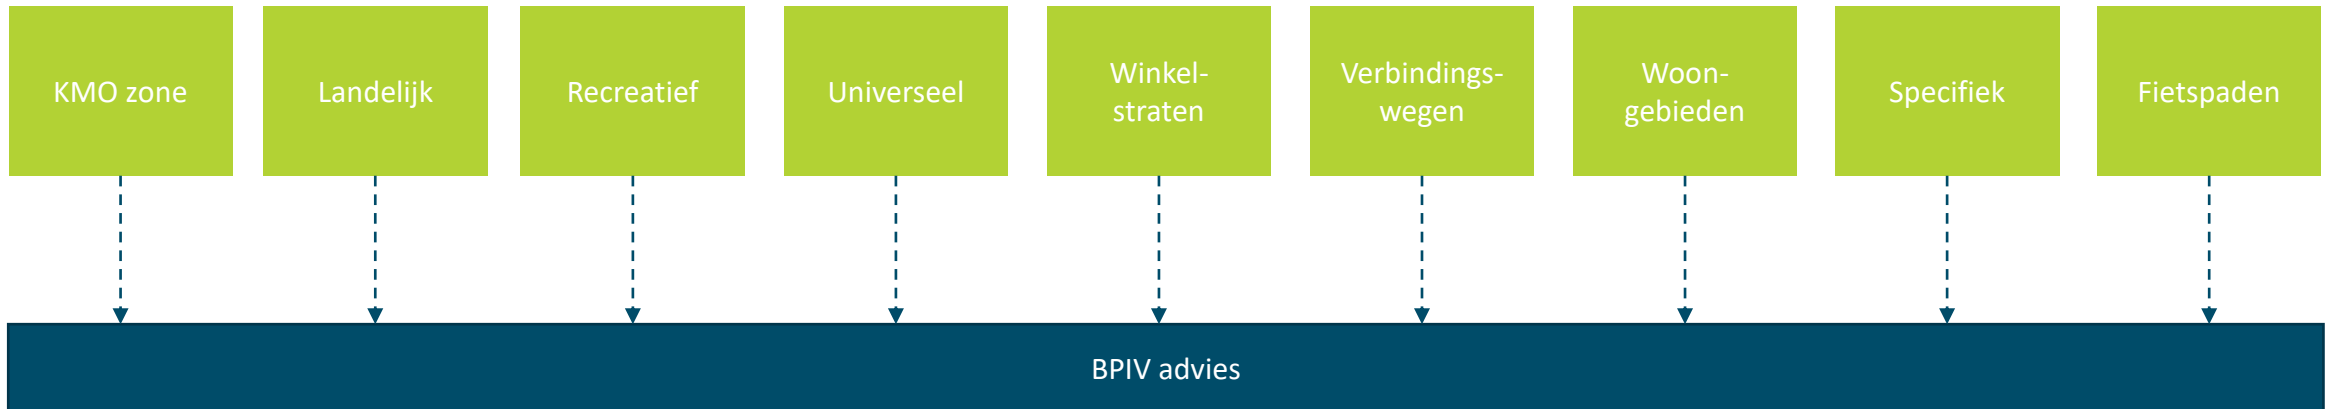 KMO zone
Landelijk
Recreatief
Universeel
Winkel-
straten
Verbindings-
wegen
Woon-
gebieden
Specifiek
Fietspaden
BPIV advies